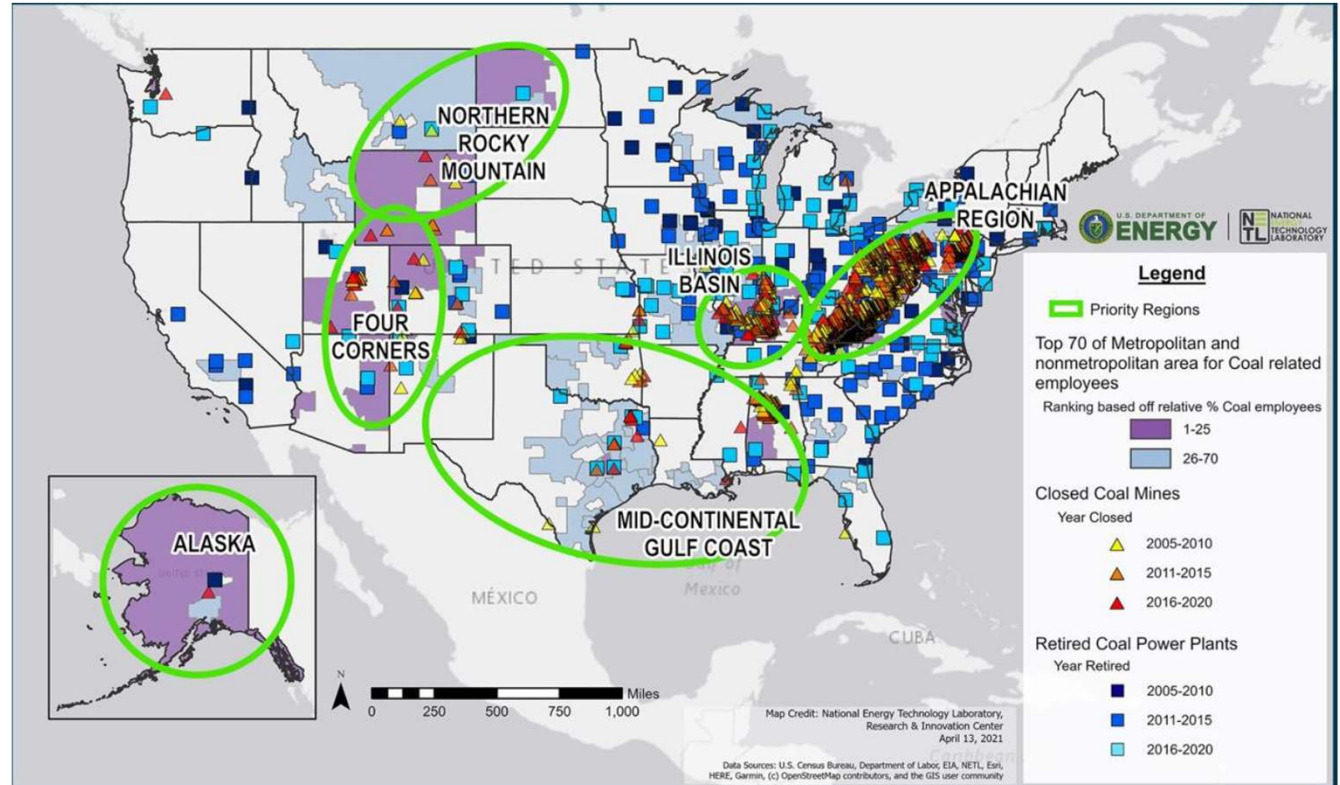 NORTHERN
ROCKY
MOUNTAIN
APPALACHIAN
REGION
U.S. DEPARTMENT OF
ENERGY
NETL
NATIONAL
ENERGY
TECHNOLOGY
LABORATORY
UNITED STATES
ILLINOIS
BASIN
FOUR
CORNERS
MID-CONTINENTAL
GULF COAST
Gulf of
Mexico
MÉXICO
CUBA
ALASKA
N
Miles
0 250 500 750 1,000
Legend
Priority Regions
Top 70 of Metropolitan and
nonmetropolitan area for Coal related
employees
Ranking based off relative % Coal employees
1-25
26-70
Closed Coal Mines
Year Closed
2005-2010
2011-2015
2016-2020
Retired Coal Power Plants
Year Retired
2005-2010
2011-2015
2016-2020
Map Credit: National Energy Technology Laboratory,
Research & Innovation Center
April 13, 2021
Data Sources: U.S. Census Bureau, Department of Labor, EIA, NETL, Esri,
HERE, Garmin, (c) OpenStreetMap contributors, and the GIS user community